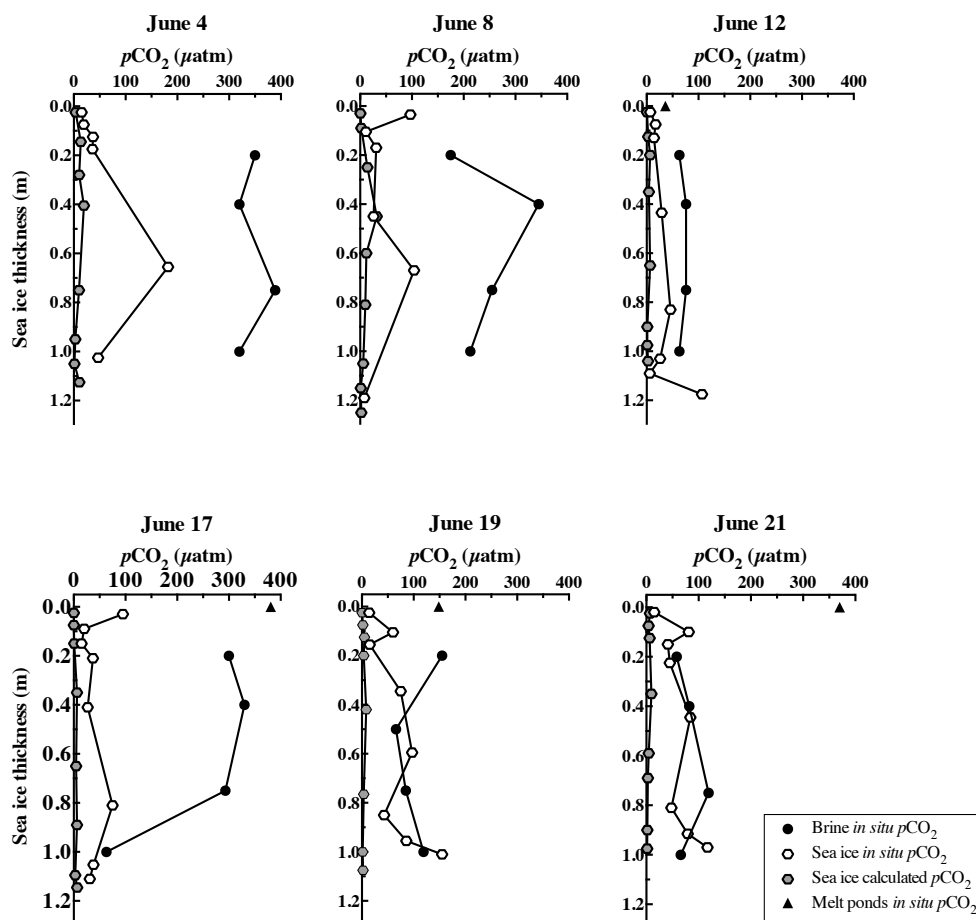 June 4
June 8
June 12
pCO2 (µatm)
pCO2 (µatm)
pCO2 (µatm)
0 100 200 300 400
0 100 200 300 400
0 100 200 300 400
Sea ice thickness (m)
0.0
0.2
0.4
0.6
0.8
1.0
1.2
0.0
0.2
0.4
0.6
0.8
1.0
1.2
0.0
0.2
0.4
0.6
0.8
1.0
1.2
June 17
June 19
June 21
pCO2 (µatm)
pCO2 (µatm)
pCO2 (µatm)
0 100 200 300 400
0 100 200 300 400
0 100 200 300 400
Sea ice thickness (m)
0.0
0.2
0.4
0.6
0.8
1.0
1.2
0.0
0.2
0.4
0.6
0.8
1.0
1.2
0.0
0.2
0.4
0.6
0.8
1.0
1.2
Brine in situ pCO2
Sea ice in situ pCO2
Sea ice calculated pCO2
Melt ponds in situ pCO2